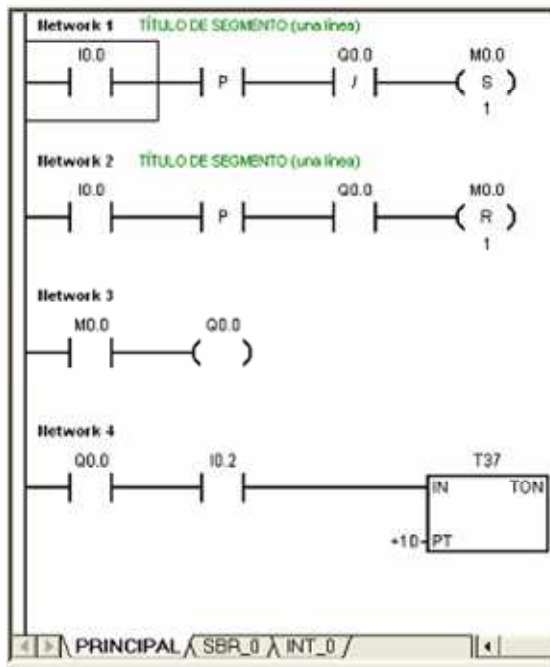 Network 1 TÍTULO DE SEGMENTO (una línea)
I0.0 Q0.0 M0.0
P / S
1
Network 2 TÍTULO DE SEGMENTO (una línea)
I0.0 Q0.0 M0.0
P R
1
Network 3
M0.0 Q0.0
Network 4
Q0.0 I0.2 T37
IN TON
+10 PT
PRINCIPAL SBR_0 INT_0